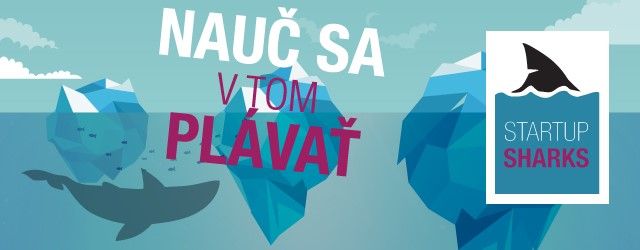 NAUČ SA
V TOM
PLÁVAŤ
STARTUP
SHARKS